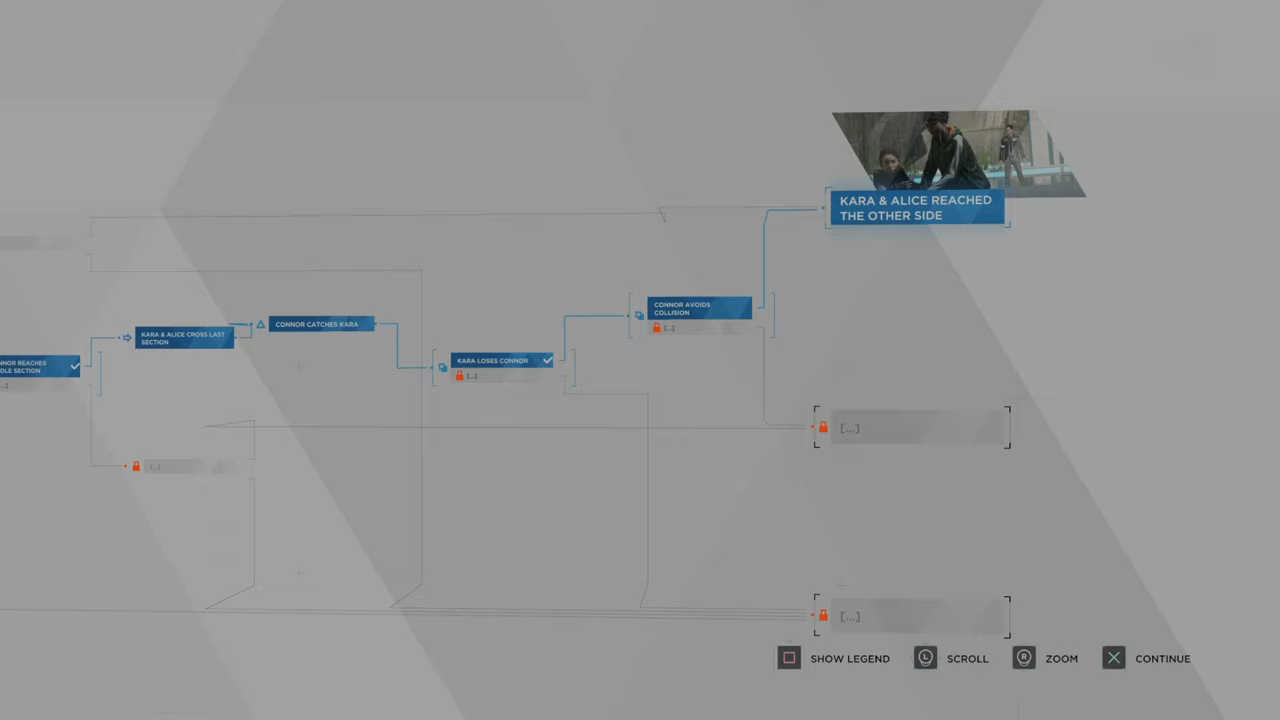 KARA & ALICE REACHED
THE OTHER SIDE
CONNOR AVOIDS
COLLISION
[...]
KARA & ALICE CROSS LAST
SECTION
CONNOR CATCHES KARA
KARA LOSES CONNOR
[...]
NNOR REACHES
DLE SECTION
...]
[...]
[...]
[...]
SHOW LEGEND
L
SCROLL
R
ZOOM
CONTINUE